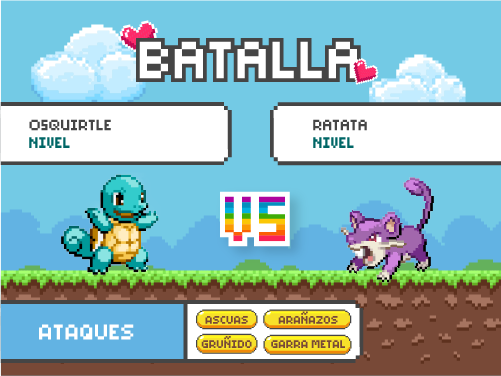 BATALLA
OSQUIRTLE
NIVEL
RATATA
NIVEL
VS
ATAQUES
ASCUAS
ARAÑAZOS
GRUÑIDO
GARRA METAL